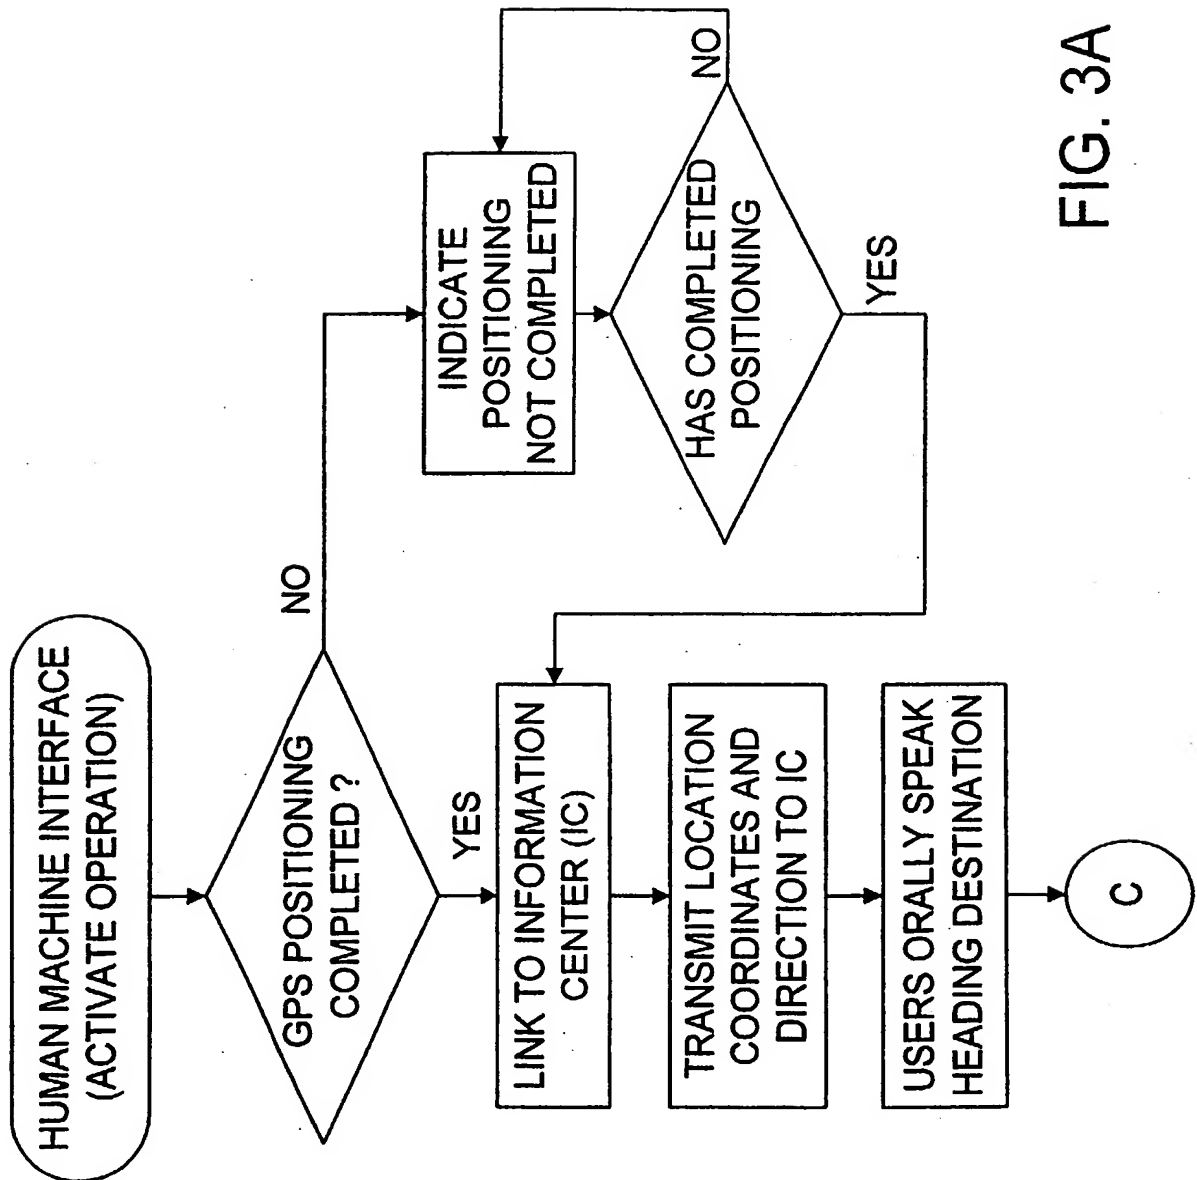 HUMAN MACHINE INTERFACE
(ACTIVATE OPERATION)
GPS POSITIONING
COMPLETED ?
NO
YES
INDICATE
POSITIONING
NOT COMPLETED
HAS COMPLETED
POSITIONING
NO
YES
LINK TO INFORMATION
CENTER (IC)
TRANSMIT LOCATION
COORDINATES AND
DIRECTION TO IC
USERS ORALLY SPEAK
HEADING DESTINATION
C
FIG. 3A